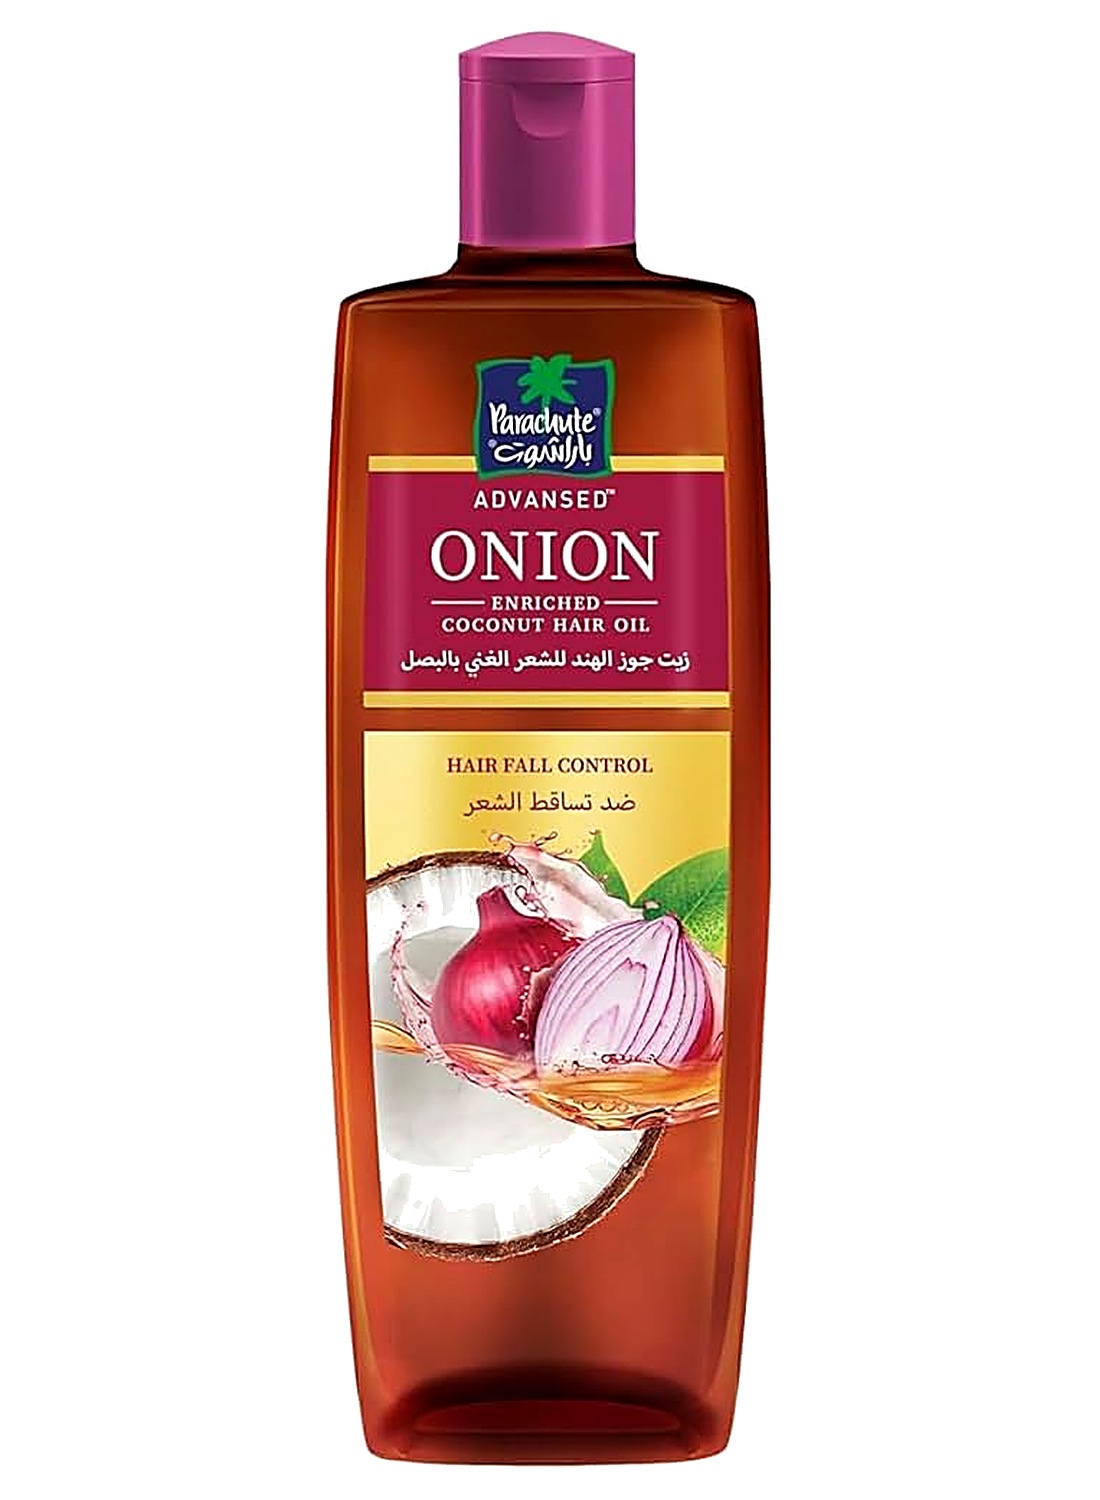 Parachute®
باراشوت®
ADVANSED™
ONION
ENRICHED
COCONUT HAIR OIL
زيت جوز الهند للشعر الغني بالبصل
HAIR FALL CONTROL
ضد تساقط الشعر